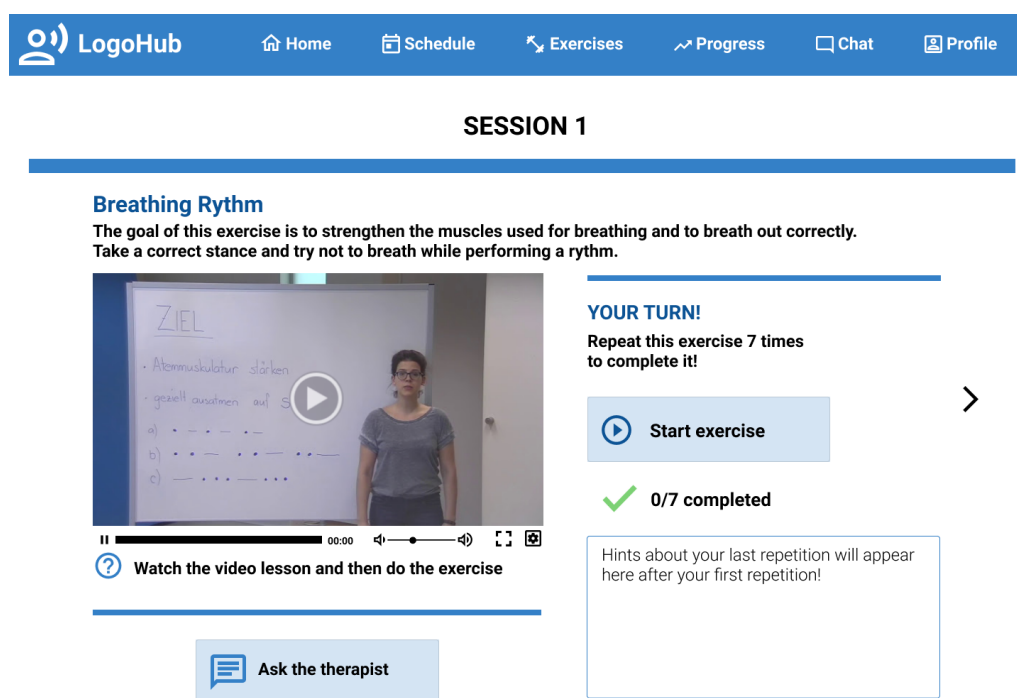 LogoHub
Home
Schedule
Exercises
Progress
Chat
Profile
SESSION 1
Breathing Rythm
The goal of this exercise is to strengthen the muscles used for breathing and to breath out correctly.
Take a correct stance and try not to breath while performing a rythm.
ZIEL
· Atemmuskulatur stärken
· gezielt ausatmen auf S
a) • – • – • –
b) • • – • • – • • –
c) – • • • – • • •
00:00
Watch the video lesson and then do the exercise
Ask the therapist
YOUR TURN!
Repeat this exercise 7 times
to complete it!
Start exercise
0/7 completed
Hints about your last repetition will appear
here after your first repetition!